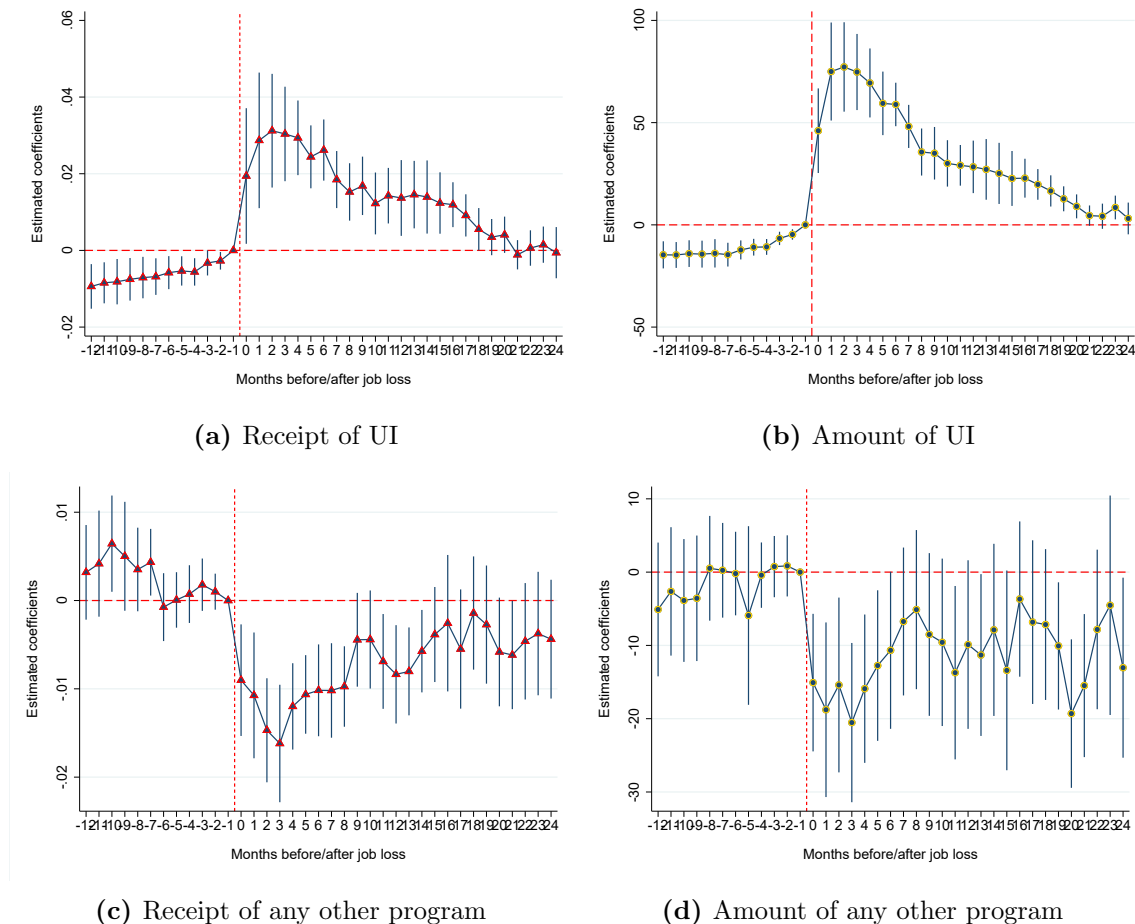 .06
.04
.02
0
-.02
Estimated coefficients
-12-11-10-9-8-7-6-5-4-3-2-1 0 1 2 3 4 5 6 7 8 9 10 11 12 13 14 15 16 17 18 19 20 21 22 23 24
Months before/after job loss
(a) Receipt of UI
100
50
0
-50
Estimated coefficients
-12-11-10-9-8-7-6-5-4-3-2-1 0 1 2 3 4 5 6 7 8 9 10 11 12 13 14 15 16 17 18 19 20 21 22 23 24
Months before/after job loss
(b) Amount of UI
.01
0
-.01
-.02
Estimated coefficients
-12-11-10-9-8-7-6-5-4-3-2-1 0 1 2 3 4 5 6 7 8 9 10 11 12 13 14 15 16 17 18 19 20 21 22 23 24
Months before/after job loss
(c) Receipt of any other program
10
0
-10
-20
-30
Estimated coefficients
-12-11-10-9-8-7-6-5-4-3-2-1 0 1 2 3 4 5 6 7 8 9 10 11 12 13 14 15 16 17 18 19 20 21 22 23 24
Months before/after job loss
(d) Amount of any other program